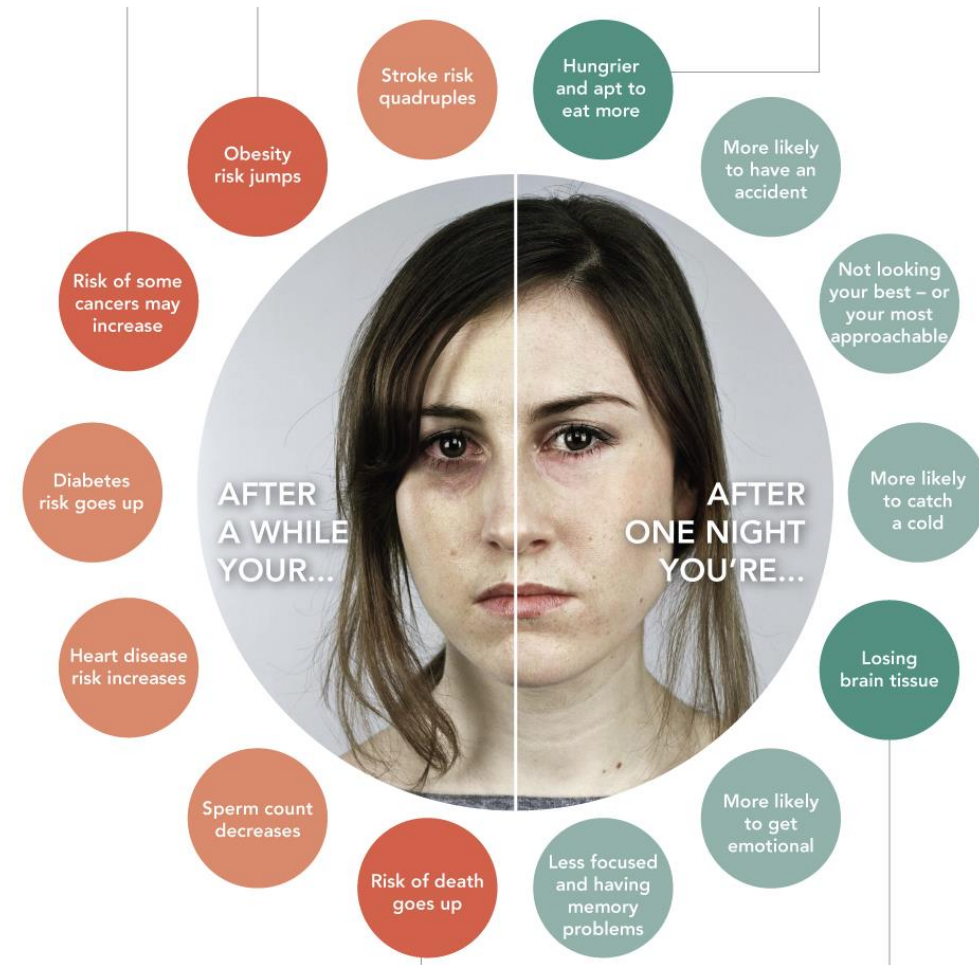 Stroke risk
quadruples
Hungrier
and apt to
eat more
Obesity
risk jumps
More likely
to have an
accident
Risk of some
cancers may
increase
Not looking
your best – or
your most
approachable
Diabetes
risk goes up
AFTER
A WHILE
YOUR...
AFTER
ONE NIGHT
YOU'RE...
More likely
to catch
a cold
Heart disease
risk increases
Losing
brain tissue
Sperm count
decreases
More likely
to get
emotional
Risk of death
goes up
Less focused
and having
memory
problems